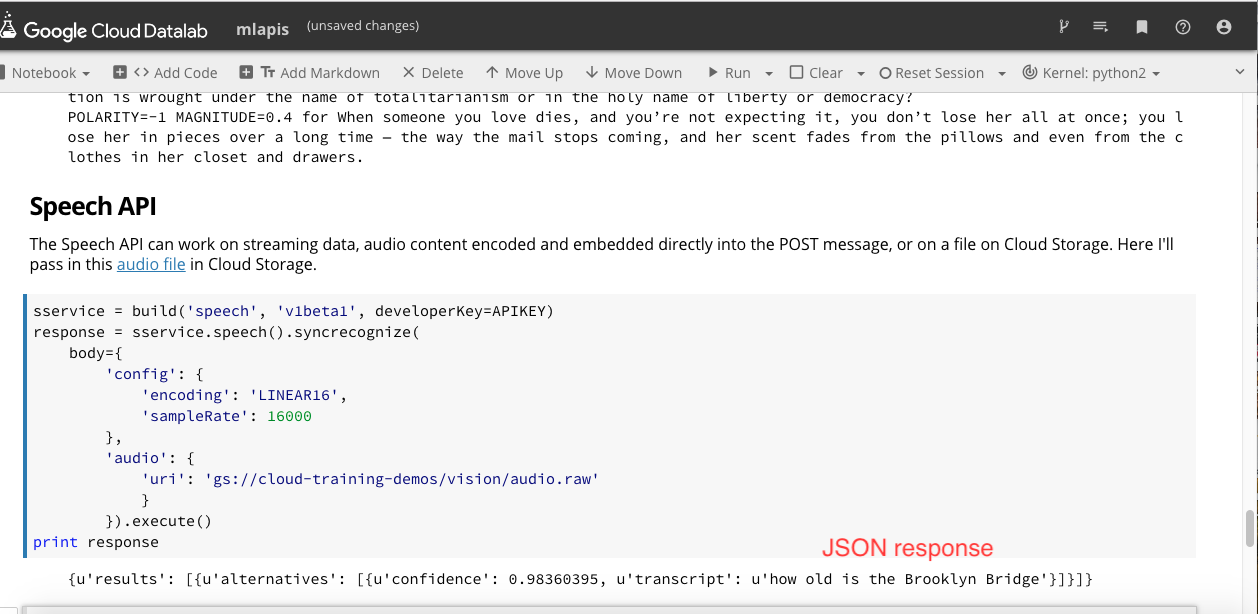 Google Cloud Datalab mlapis (unsaved changes)
Notebook Add Code Tr Add Markdown Delete Move Up Move Down Run Clear Reset Session Kernel: python2
tion is wrought under the name of totalitarianism or in the holy name of liberty or democracy?
POLARITY=-1 MAGNITUDE=0.4 for When someone you love dies, and you’re not expecting it, you don’t lose her all at once; you l
ose her in pieces over a long time — the way the mail stops coming, and her scent fades from the pillows and even from the c
lothes in her closet and drawers.
Speech API
The Speech API can work on streaming data, audio content encoded and embedded directly into the POST message, or on a file on Cloud Storage. Here I'll
pass in this audio file in Cloud Storage.
sservice = build('speech', 'v1beta1', developerKey=APIKEY)
response = sservice.speech().syncrecognize(
    body={
        'config': {
            'encoding': 'LINEAR16',
            'sampleRate': 16000
        },
        'audio': {
            'uri': 'gs://cloud-training-demos/vision/audio.raw'
            }
        }).execute()
print response
JSON response
{u'results': [{u'alternatives': [{u'confidence': 0.98360395, u'transcript': u'how old is the Brooklyn Bridge'}]}]}